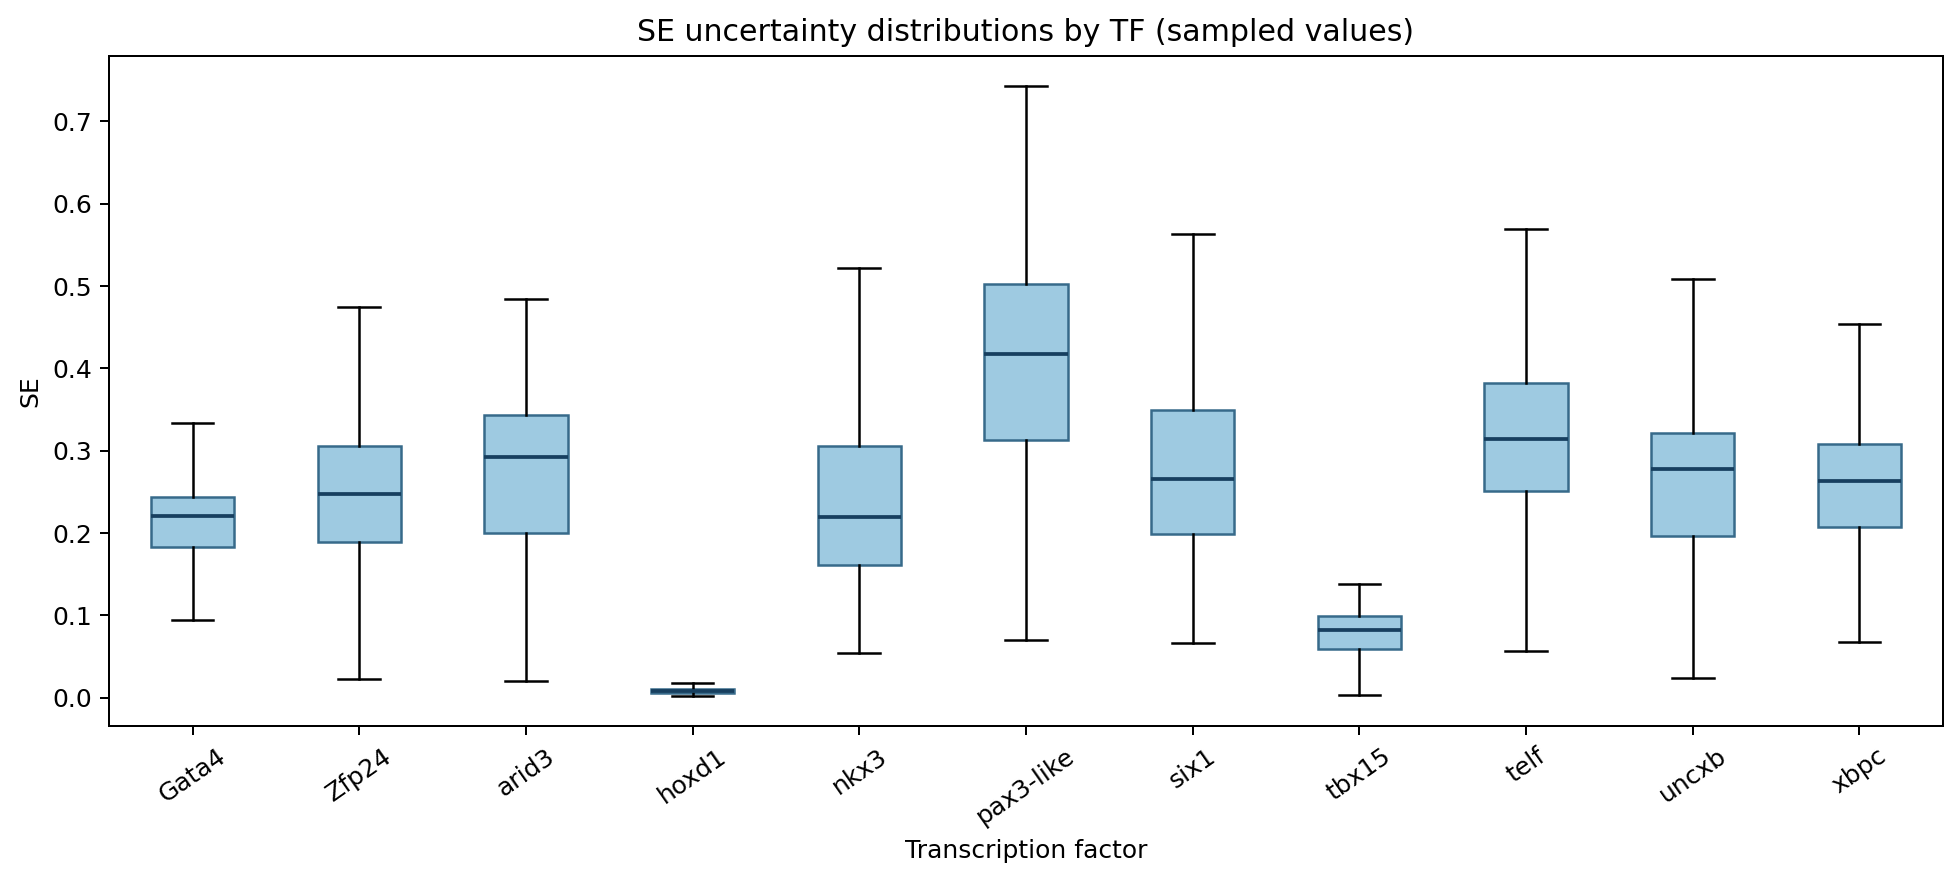 SE uncertainty distributions by TF (sampled values)
SE
0.7
0.6
0.5
0.4
0.3
0.2
0.1
0.0
Gata4
Zfp24
arid3
hoxd1
nkx3
pax3-like
six1
tbx15
telf
uncxb
xbpc
Transcription factor